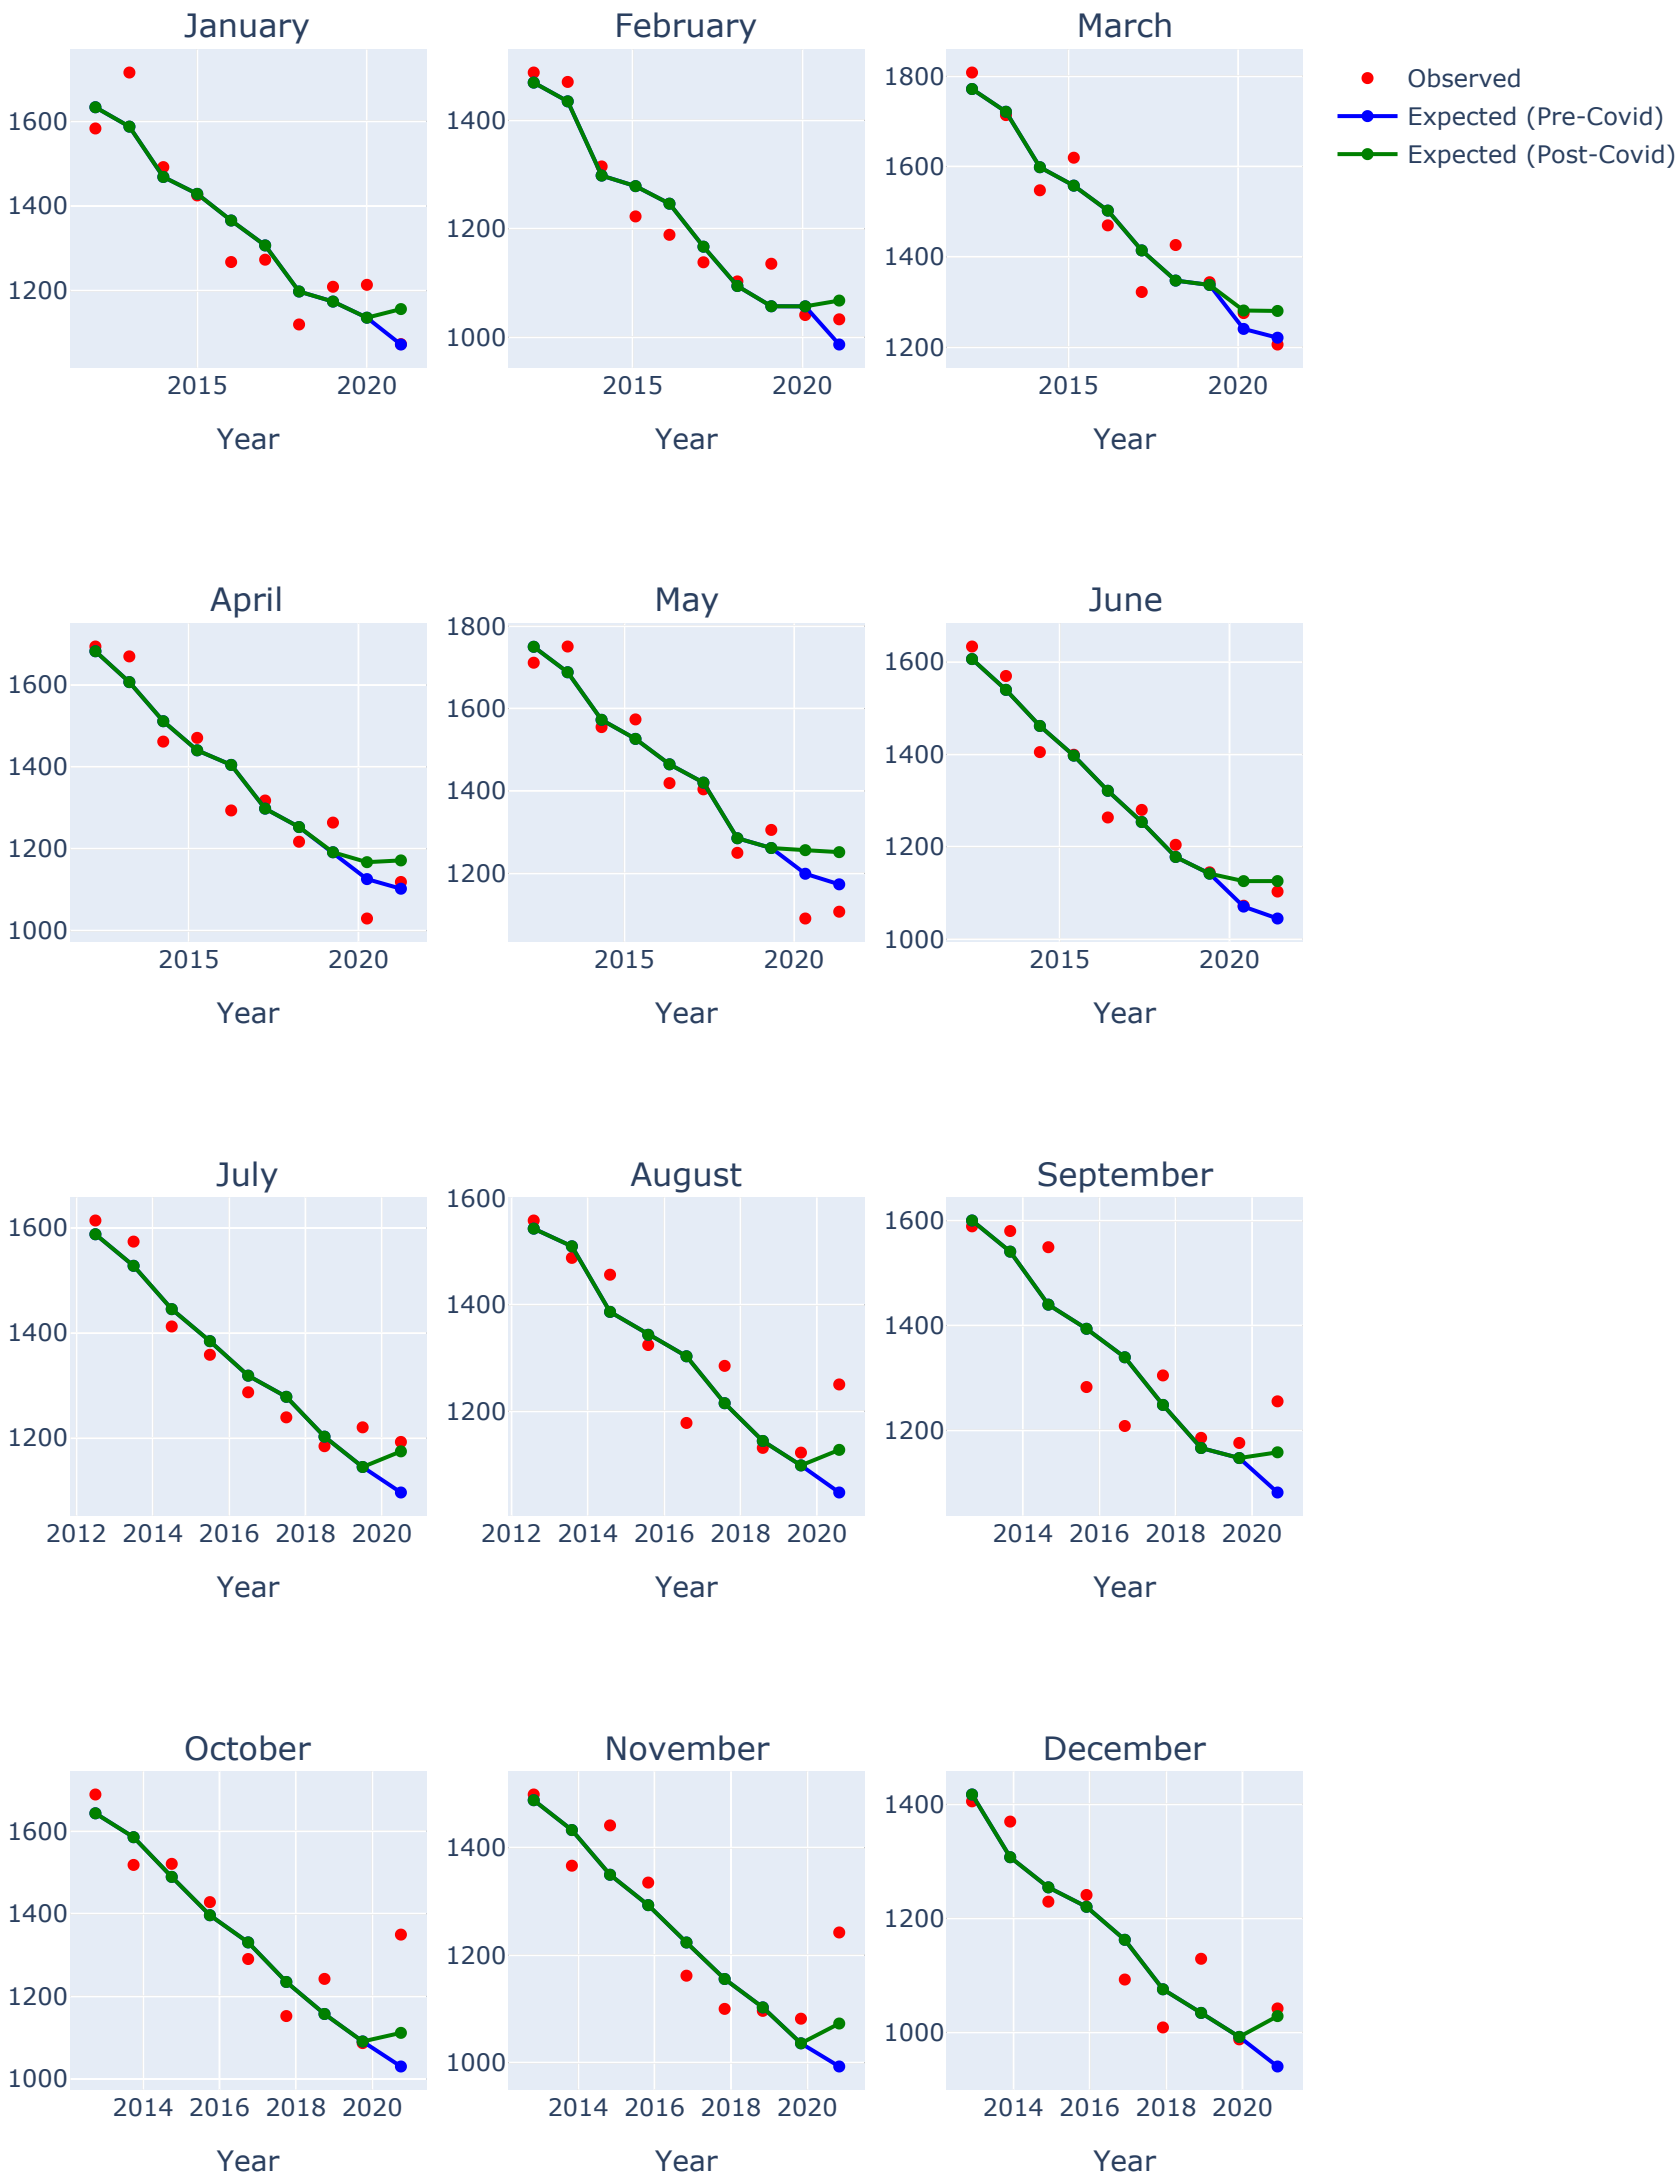 January
February
March
1600
1400
1200
2015
2020
Year
1400
1200
1000
2015
2020
Year
1800
1600
1400
1200
2015
2020
Year
Observed
Expected (Pre-Covid)
Expected (Post-Covid)
April
May
June
1600
1400
1200
1000
2015
2020
Year
1800
1600
1400
1200
2015
2020
Year
1600
1400
1200
1000
2015
2020
Year
July
August
September
1600
1400
1200
2012 2014 2016 2018 2020
Year
1600
1400
1200
2012 2014 2016 2018 2020
Year
1600
1400
1200
2014 2016 2018 2020
Year
October
November
December
1600
1400
1200
1000
2014 2016 2018 2020
Year
1400
1200
1000
2014 2016 2018 2020
Year
1400
1200
1000
2014 2016 2018 2020
Year